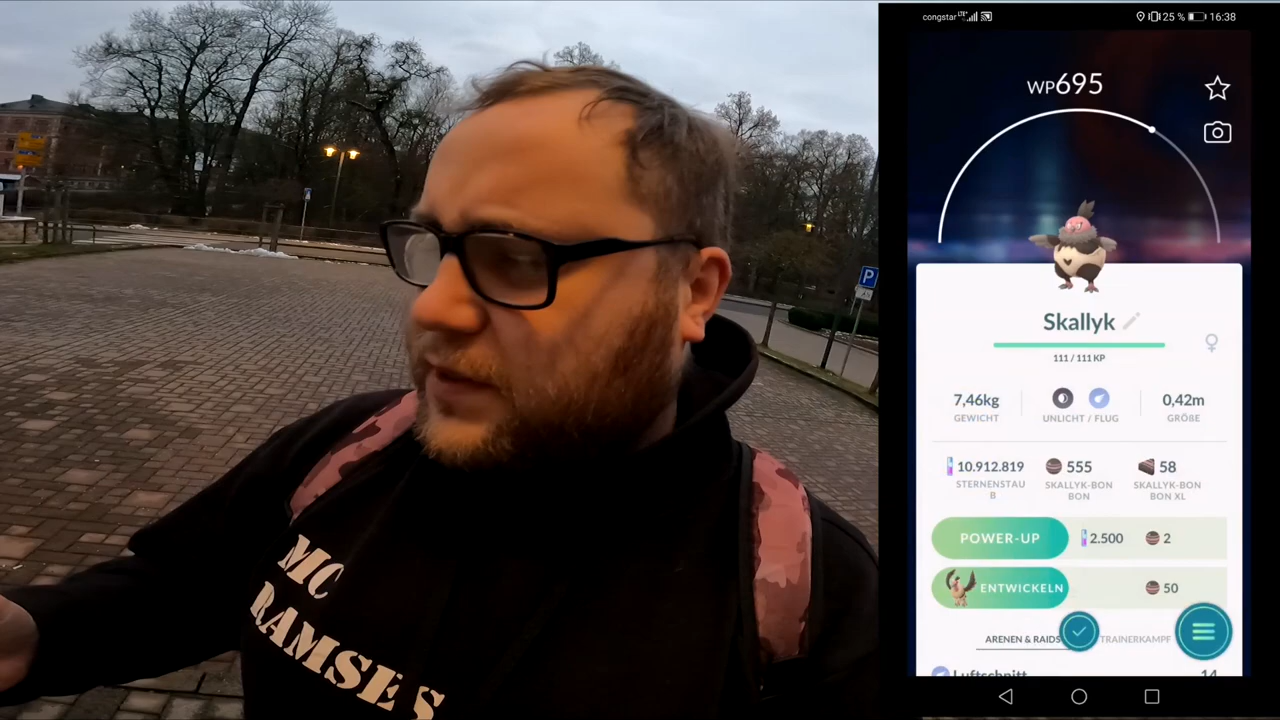 MC
RAMSES
P
congstar
25 %
16:38
WP695
Skallyk
111 / 111 KP
7,46kg
GEWICHT
UNLICHT / FLUG
0,42m
GRÖßE
10.912.819
STERNENSTAU
B
555
SKALLYK-BON
BON
58
SKALLYK-BON
BON XL
POWER-UP
2.500
2
ENTWICKELN
50
ARENEN & RAIDS
TRAINERKAMPF
Luftschnitt
14